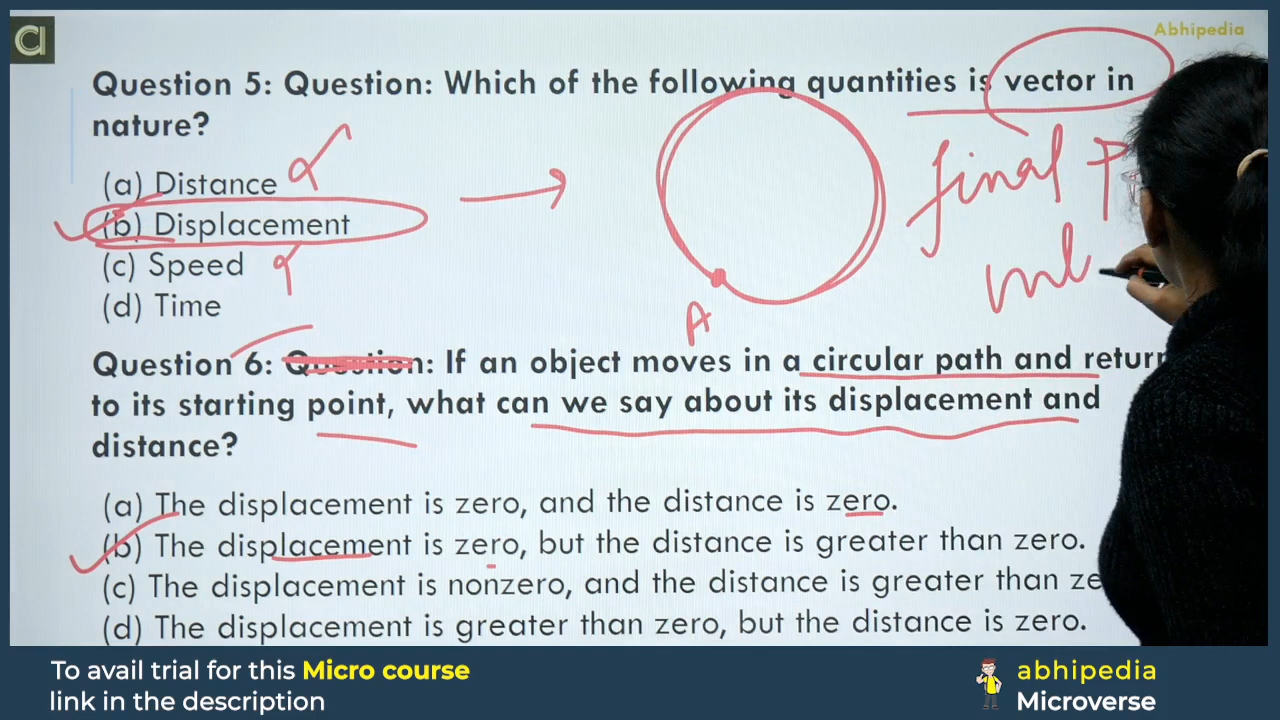 Abhipedia
Question 5: Question: Which of the following quantities is vector in
nature?
(a) Distance
(b) Displacement
(c) Speed
(d) Time
final P
A
Question 6: Question: If an object moves in a circular path and return
to its starting point, what can we say about its displacement and
distance?
(a) The displacement is zero, and the distance is zero.
(b) The displacement is zero, but the distance is greater than zero.
(c) The displacement is nonzero, and the distance is greater than ze
(d) The displacement is greater than zero, but the distance is zero.
To avail trial for this Micro course
link in the description
abhipedia
Microverse